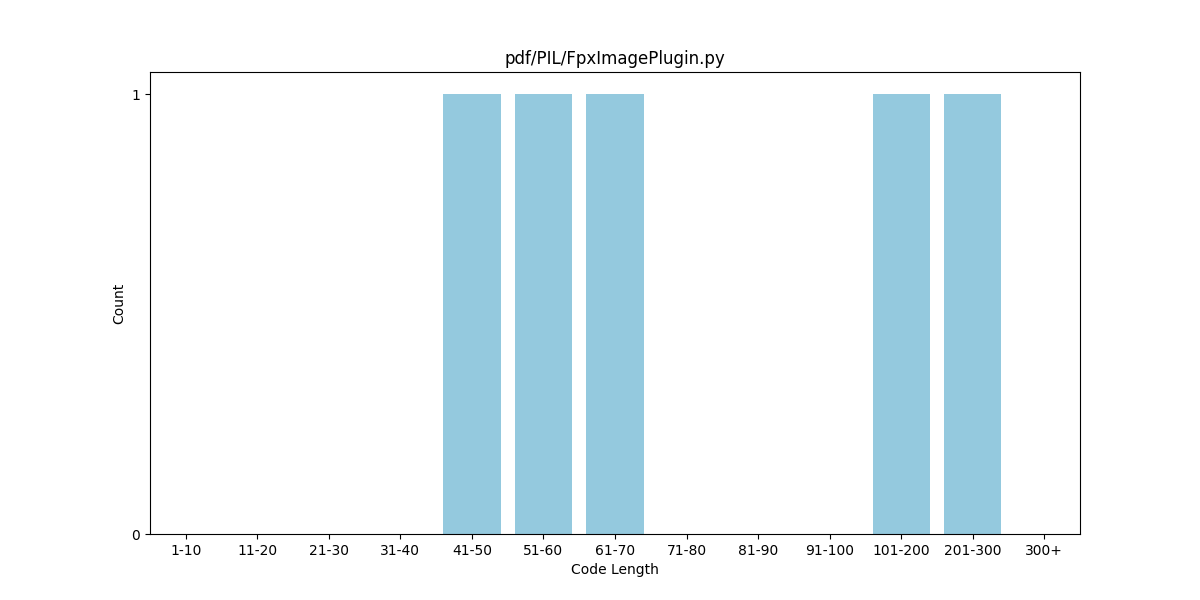 pdf/PIL/FpxImagePlugin.py
1
Count
0
1-10 11-20 21-30 31-40 41-50 51-60 61-70 71-80 81-90 91-100 101-200 201-300 300+
Code Length